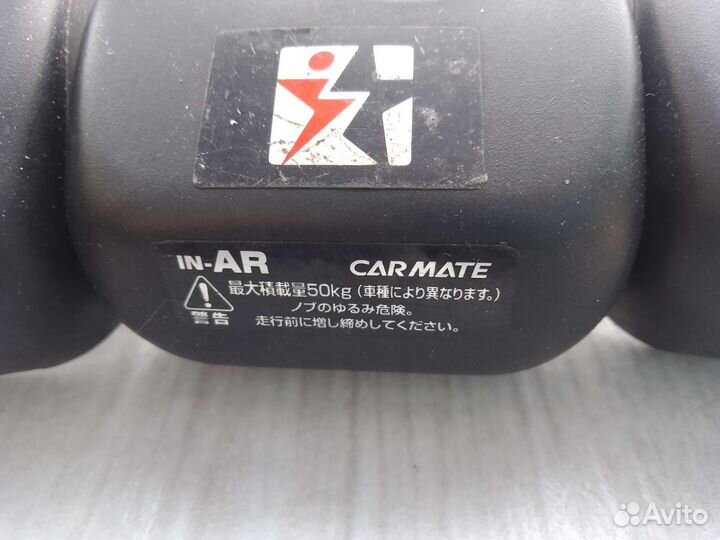 IN-AR CARMATE
最大積載量50kg（車種により異なります。）
ノブのゆるみ危険。
警告 走行前に増し締めしてください。
Avito